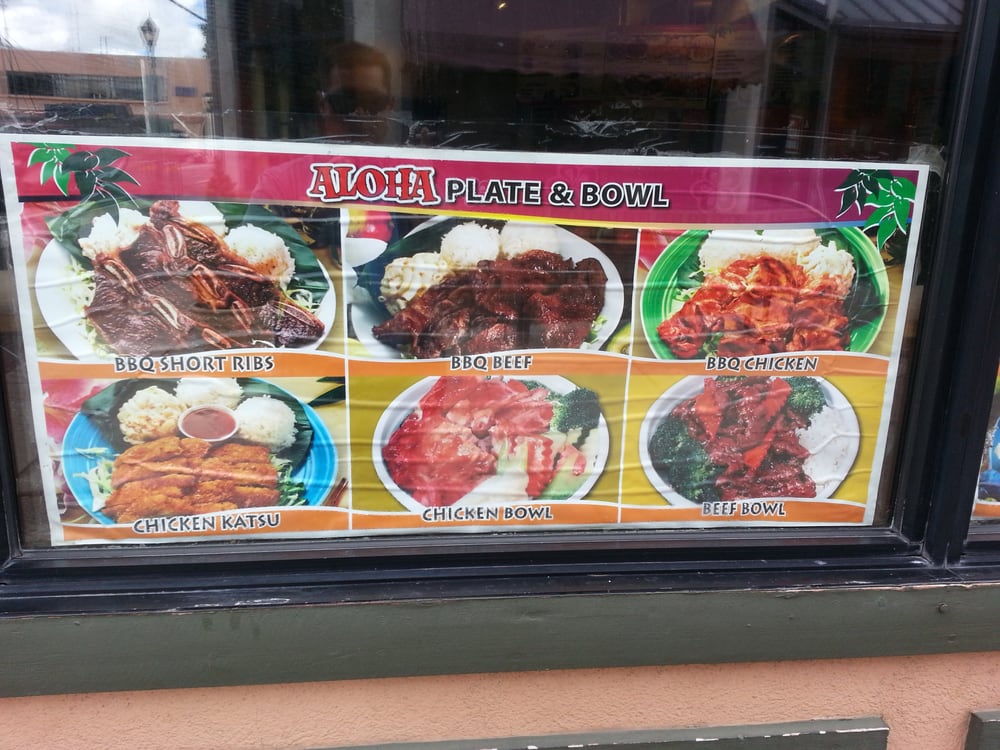 ALOHA PLATE & BOWL
BBQ SHORT RIBS
BBQ BEEF
BBQ CHICKEN
CHICKEN KATSU
CHICKEN BOWL
BEEF BOWL